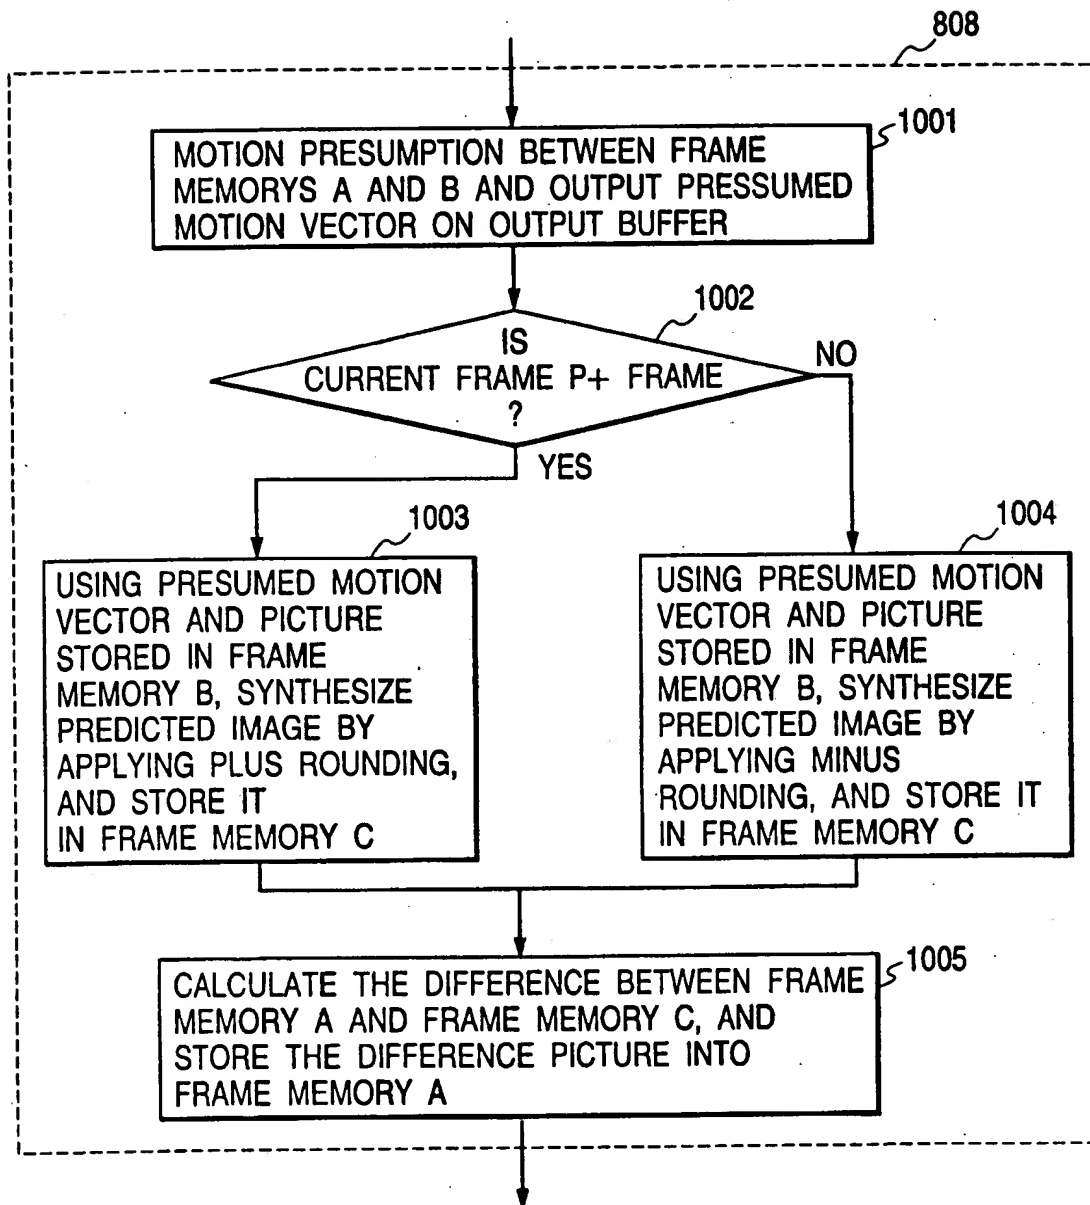 808
1001
MOTION PRESUMPTION BETWEEN FRAME
MEMORYS A AND B AND OUTPUT PRESSUMED
MOTION VECTOR ON OUTPUT BUFFER
1002
IS
CURRENT FRAME P+ FRAME
?
NO
YES
1003
USING PRESUMED MOTION
VECTOR AND PICTURE
STORED IN FRAME
MEMORY B, SYNTHESIZE
PREDICTED IMAGE BY
APPLYING PLUS ROUNDING,
AND STORE IT
IN FRAME MEMORY C
1004
USING PRESUMED MOTION
VECTOR AND PICTURE
STORED IN FRAME
MEMORY B, SYNTHESIZE
PREDICTED IMAGE BY
APPLYING MINUS
ROUNDING, AND STORE IT
IN FRAME MEMORY C
1005
CALCULATE THE DIFFERENCE BETWEEN FRAME
MEMORY A AND FRAME MEMORY C, AND
STORE THE DIFFERENCE PICTURE INTO
FRAME MEMORY A